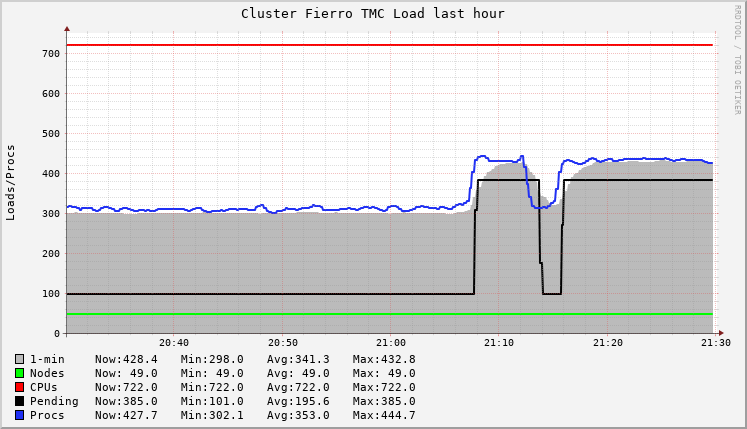 Cluster Fierro TMC Load last hour
RRDTOOL / TOBI OETIKER
Loads/Procs
700
600
500
400
300
200
100
0
20:40 20:50 21:00 21:10 21:20 21:30
1-min Now:428.4 Min:298.0 Avg:341.3 Max:432.8
Nodes Now: 49.0 Min: 49.0 Avg: 49.0 Max: 49.0
CPUs Now:722.0 Min:722.0 Avg:722.0 Max:722.0
Pending Now:385.0 Min:101.0 Avg:195.6 Max:385.0
Procs Now:427.7 Min:302.1 Avg:353.0 Max:444.7